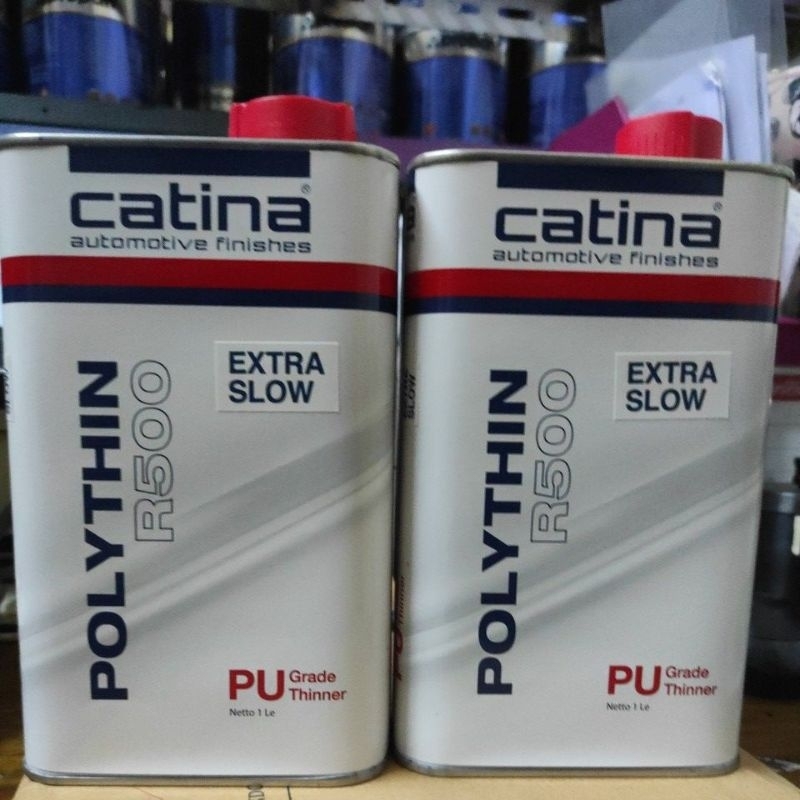 catina®
automotive finishes
EXTRA
SLOW
POLYTHIN
R500
PU Grade
Thinner
Netto 1 Le
catina®
automotive finishes
EXTRA
SLOW
POLYTHIN
R500
PU Grade
Thinner
Netto 1 Le